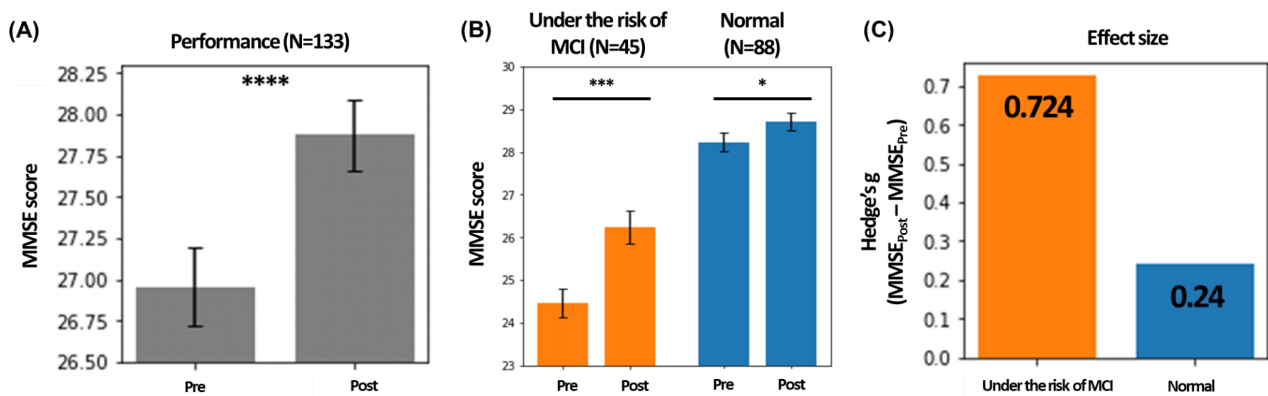 (A)
Performance (N=133)
****
MMSE score
28.25
28.00
27.75
27.50
27.25
27.00
26.75
26.50
Pre
Post
(B)
Under the risk of
MCI (N=45)
Normal
(N=88)
***
*
MMSE score
30
29
28
27
26
25
24
23
Pre
Post
Pre
Post
(C)
Effect size
Hedge's g
(MMSEPost – MMSEPre)
0.7
0.6
0.5
0.4
0.3
0.2
0.1
0.0
0.724
0.24
Under the risk of MCI
Normal